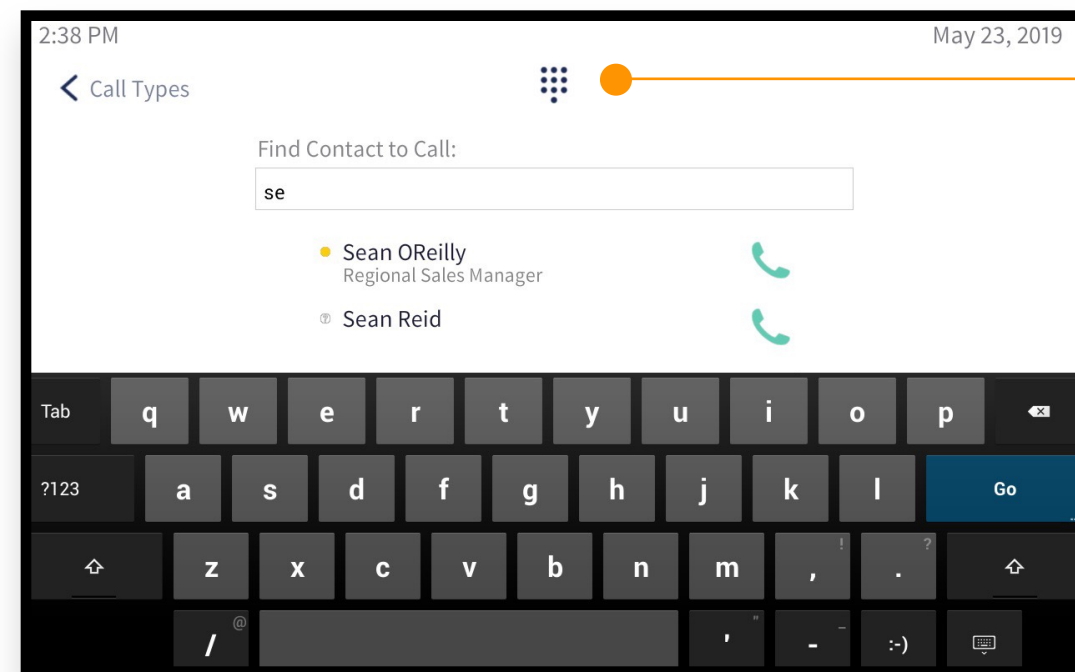 2:38 PM May 23, 2019
Call Types
Find Contact to Call:
se
Sean OReilly
Regional Sales Manager
Sean Reid
Tab q w e r t y u i o p
?123 a s d f g h j k l Go
z x c v b n m , ! . ?
/ @ ' " - _ :-)